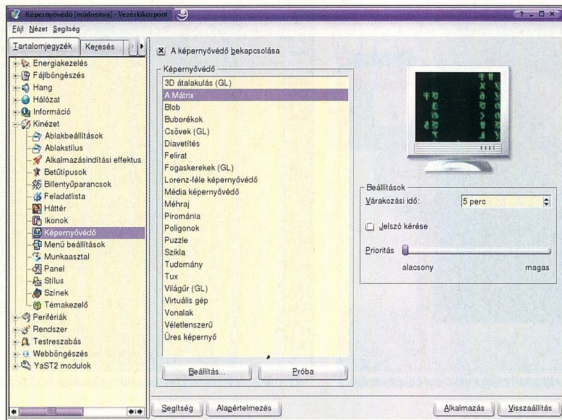 Képernyővédő [módosítva] - Vezérlőközpont
Fájl Nézet Segítség
Tartalomjegyzék
Keresés
Energiakezelés
Fájlböngészés
Hang
Hálózat
Információ
Kinézet
Ablakbeállítások
Ablakstílus
Alkalmazásindítási effektus
Betűtípusok
Billentyűparancsok
Feladatlista
Háttér
Ikonok
Képernyővédő
Menü beállítások
Munkaasztal
Panel
Stílus
Színek
Témakezelő
Perifériák
Rendszer
Testreszabás
Webböngészés
YaST2 modulok
A képernyővédő bekapcsolása
Képernyővédő
3D átalakulás (GL)
A Mátrix
Blob
Buborékok
Csövek (GL)
Diavetítés
Felirat
Fogaskerekek (GL)
Lorenz-féle képernyővédő
Média képernyővédő
Méhraj
Pirománia
Poligonok
Puzzle
Szikla
Tudomány
Tux
Világűr (GL)
Virtuális gép
Vonalak
Véletlenszerű
Üres képernyő
Beállítás...
Próba
Beállítások
Várakozási idő:
5 perc
Jelszó kérése
Prioritás
alacsony
magas
Segítség
Alapértelmezés
Alkalmazás
Visszaállítás